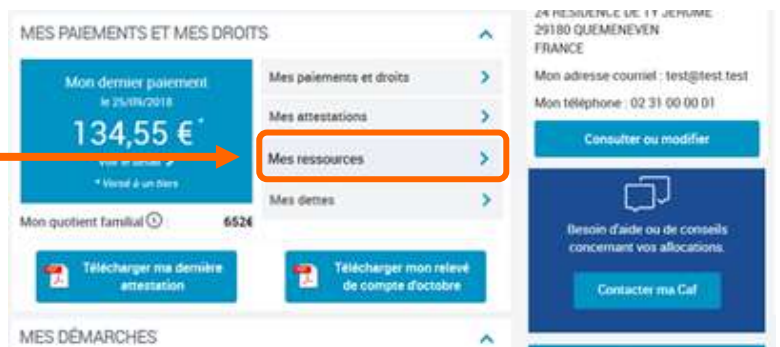 MES PAIEMENTS ET MES DROITS
Mon dernier paiement
le 25/09/2018
134,55 € *
Voir le détail >
* Versé à un tiers
Mon quotient familial
652€
Télécharger ma dernière
attestation
Mes paiements et droits
Mes attestations
Mes ressources
Mes dettes
Télécharger mon relevé
de compte d'octobre
MES DÉMARCHES
24 RESIDENCE DE TY JEROME
29180 QUEMENEVEN
FRANCE
Mon adresse courriel : test@test.test
Mon téléphone : 02 31 00 00 01
Consulter ou modifier
Besoin d'aide ou de conseils
concernant vos allocations.
Contacter ma Caf